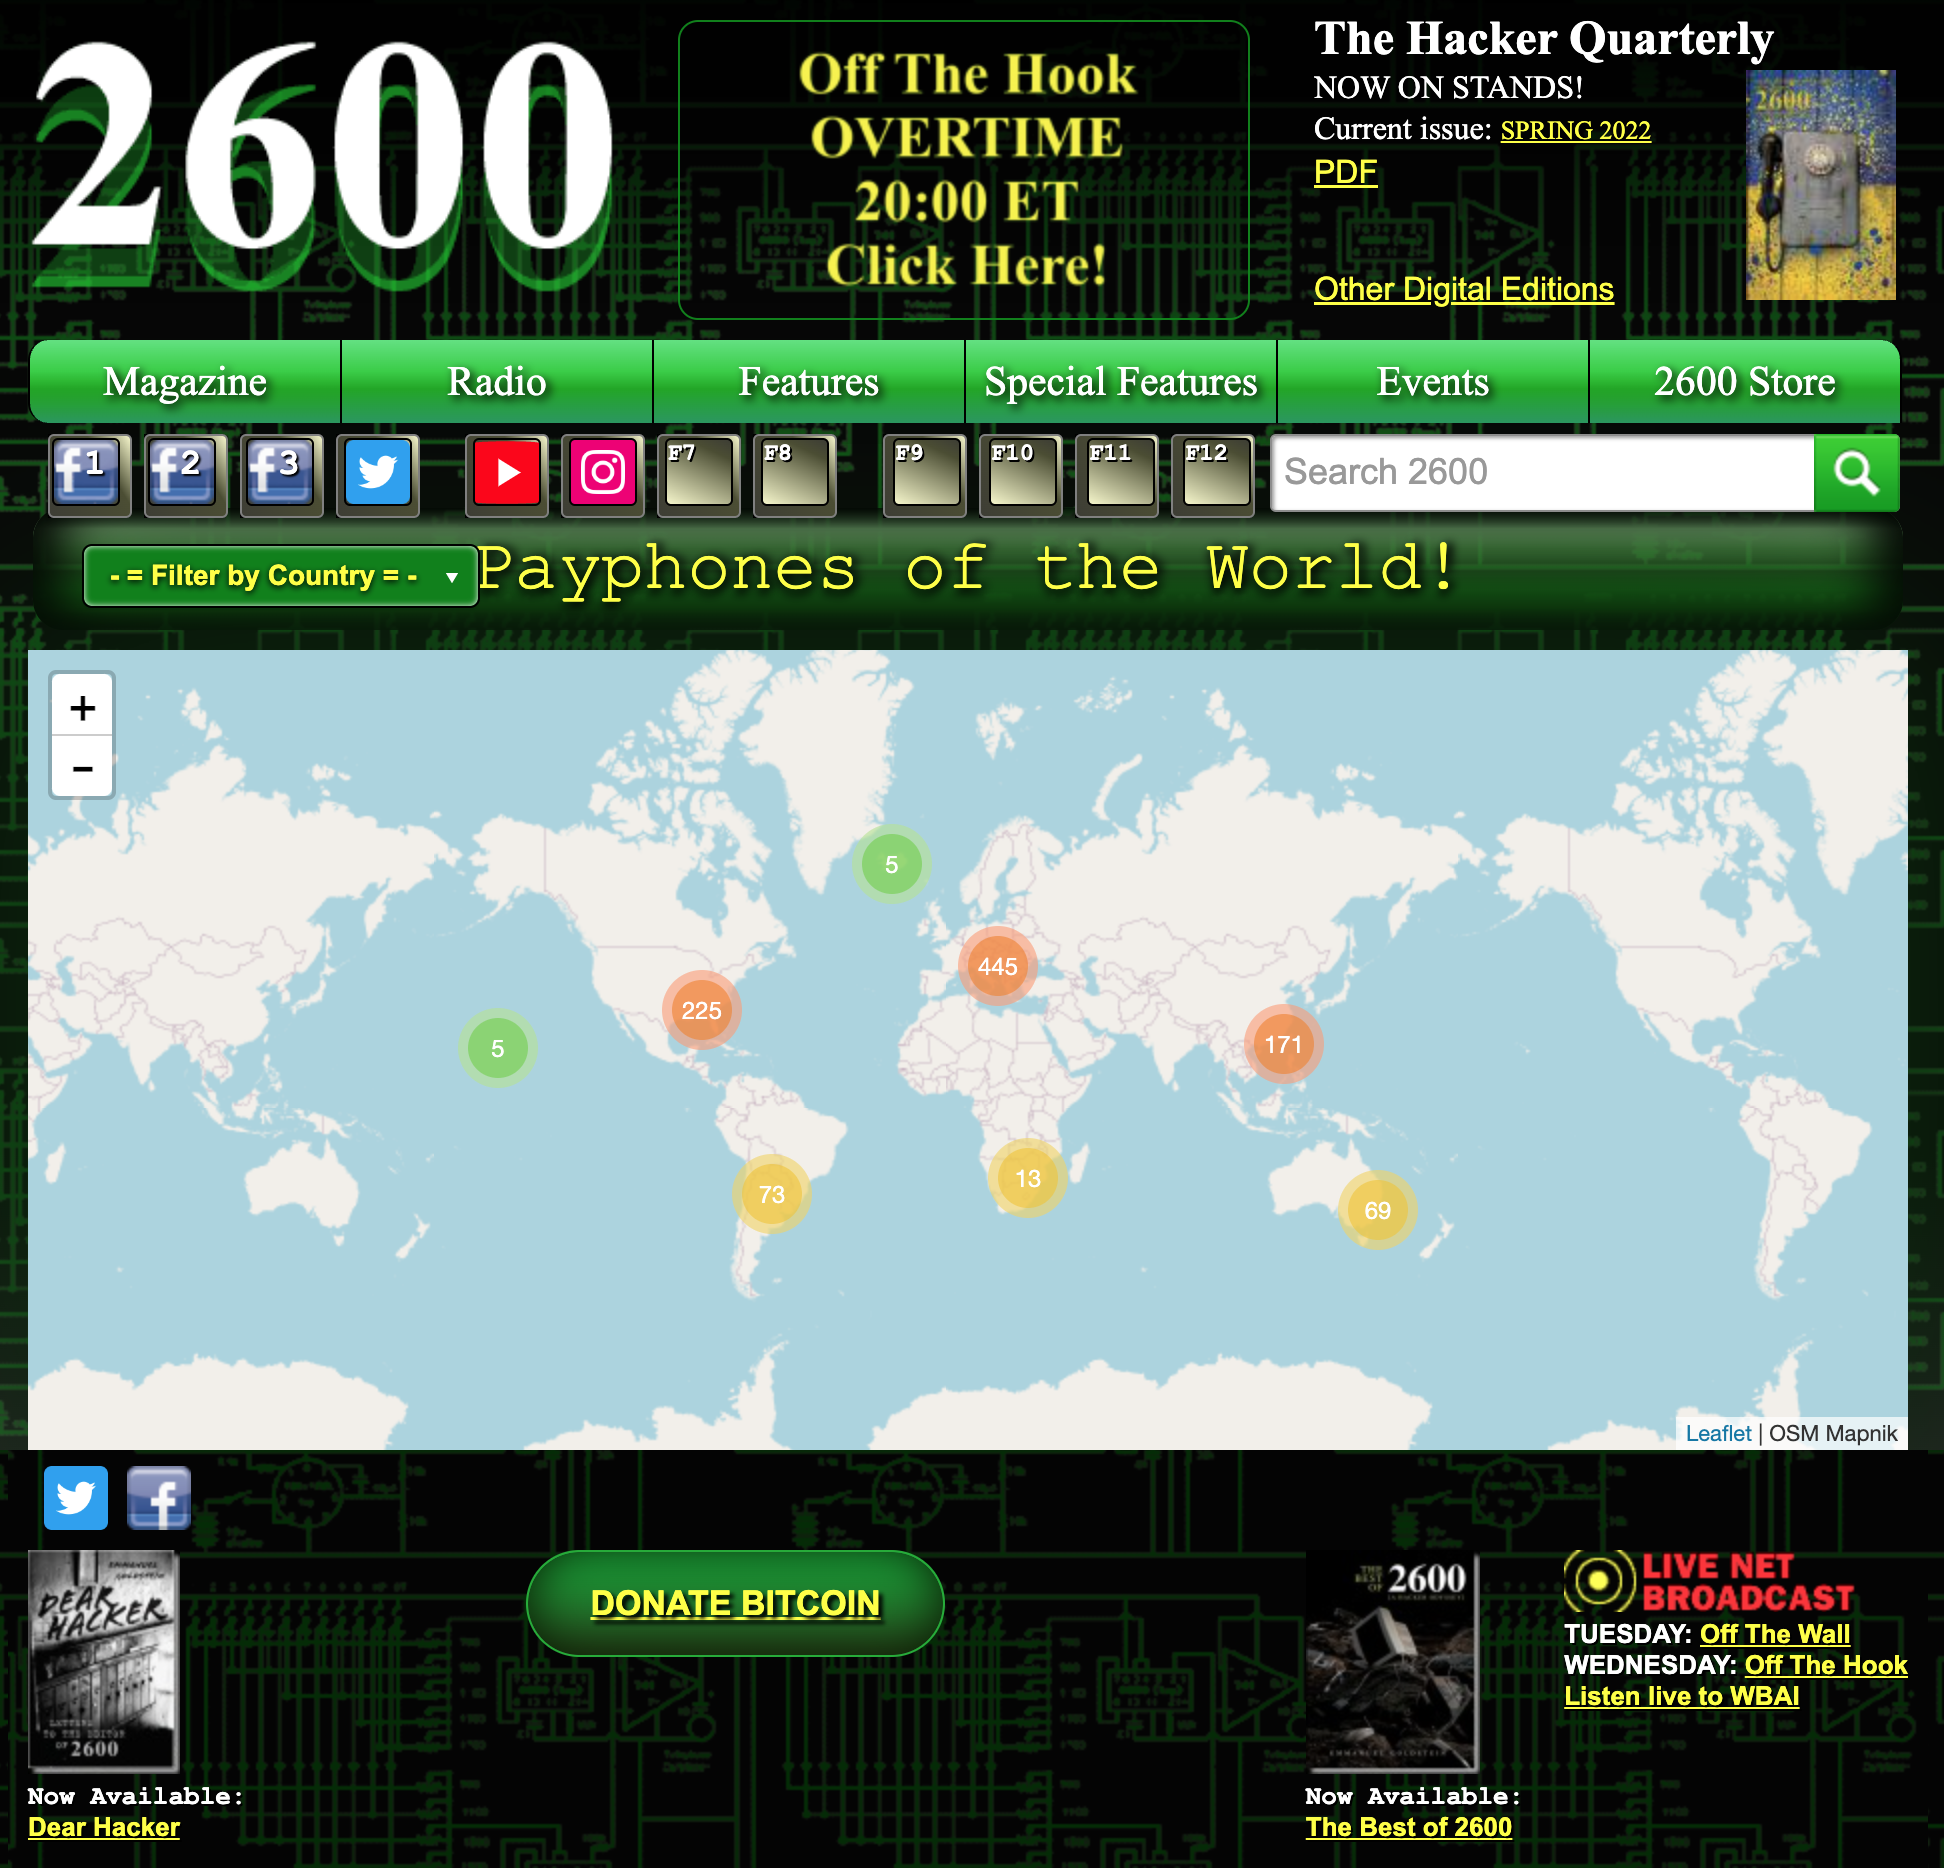 2600
Off The Hook
OVERTIME
20:00 ET
Click Here!
The Hacker Quarterly
NOW ON STANDS!
Current issue: SPRING 2022
PDF
Other Digital Editions
2600
Magazine
Radio
Features
Special Features
Events
2600 Store
f1
f2
f3
F7
F8
F9
F10
F11
F12
Search 2600
- = Filter by Country = -
Payphones of the World!
+
-
5
445
225
5
171
73
13
69
Leaflet | OSM Mapnik
EMMANUEL
GOLDSTEIN
DEAR
HACKER
LETTERS
TO THE EDITOR
OF 2600
Now Available:
Dear Hacker
DONATE BITCOIN
THE
BEST
OF 2600
EMMANUEL GOLDSTEIN
Now Available:
The Best of 2600
LIVE NET
BROADCAST
TUESDAY: Off The Wall
WEDNESDAY: Off The Hook
Listen live to WBAI